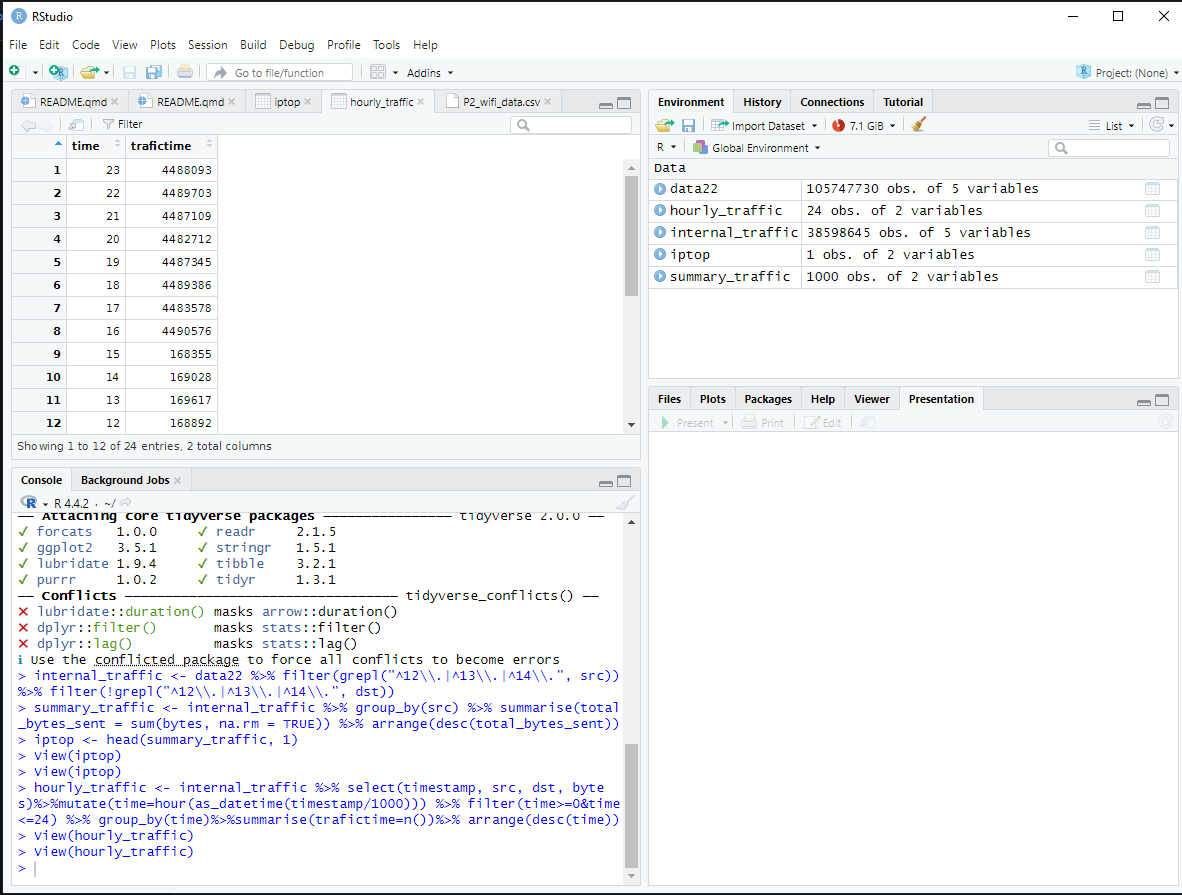 RStudio
File Edit Code View Plots Session Build Debug Profile Tools Help
Go to file/function Addins Project: (None)
README.qmd README.qmd iptop hourly_traffic P2_wifi_data.csv
Filter
time trafictime
1 23 4488093
2 22 4489703
3 21 4487109
4 20 4482712
5 19 4487345
6 18 4489386
7 17 4483578
8 16 4490576
9 15 168355
10 14 169028
11 13 169617
12 12 168892
Showing 1 to 12 of 24 entries, 2 total columns
Console Background Jobs
R 4.4.2 · ~/
── Attaching core tidyverse packages ──────────────── tidyverse 2.0.0 ──
✓ forcats 1.0.0 ✓ readr 2.1.5
✓ ggplot2 3.5.1 ✓ stringr 1.5.1
✓ lubridate 1.9.4 ✓ tibble 3.2.1
✓ purrr 1.0.2 ✓ tidyr 1.3.1
── Conflicts ────────────────────────────────── tidyverse_conflicts() ──
✕ lubridate::duration() masks arrow::duration()
✕ dplyr::filter() masks stats::filter()
✕ dplyr::lag() masks stats::lag()
ℹ Use the conflicted package to force all conflicts to become errors
> internal_traffic <- data22 %>% filter(grepl("^12\\.|^13\\.|^14\\.", src))
%>% filter(!grepl("^12\\.|^13\\.|^14\\.", dst))
> summary_traffic <- internal_traffic %>% group_by(src) %>% summarise(total
_bytes_sent = sum(bytes, na.rm = TRUE)) %>% arrange(desc(total_bytes_sent))
> iptop <- head(summary_traffic, 1)
> View(iptop)
> View(iptop)
> hourly_traffic <- internal_traffic %>% select(timestamp, src, dst, byte
s)%>%mutate(time=hour(as_datetime(timestamp/1000))) %>% filter(time>=0&time
<=24) %>% group_by(time)%>%summarise(trafictime=n())%>% arrange(desc(time))
> View(hourly_traffic)
> View(hourly_traffic)
>
Environment History Connections Tutorial
Import Dataset 7.1 GiB List
R Global Environment
Data
data22 105747730 obs. of 5 variables
hourly_traffic 24 obs. of 2 variables
internal_traffic 38598645 obs. of 5 variables
iptop 1 obs. of 2 variables
summary_traffic 1000 obs. of 2 variables
Files Plots Packages Help Viewer Presentation
Present Print Edit